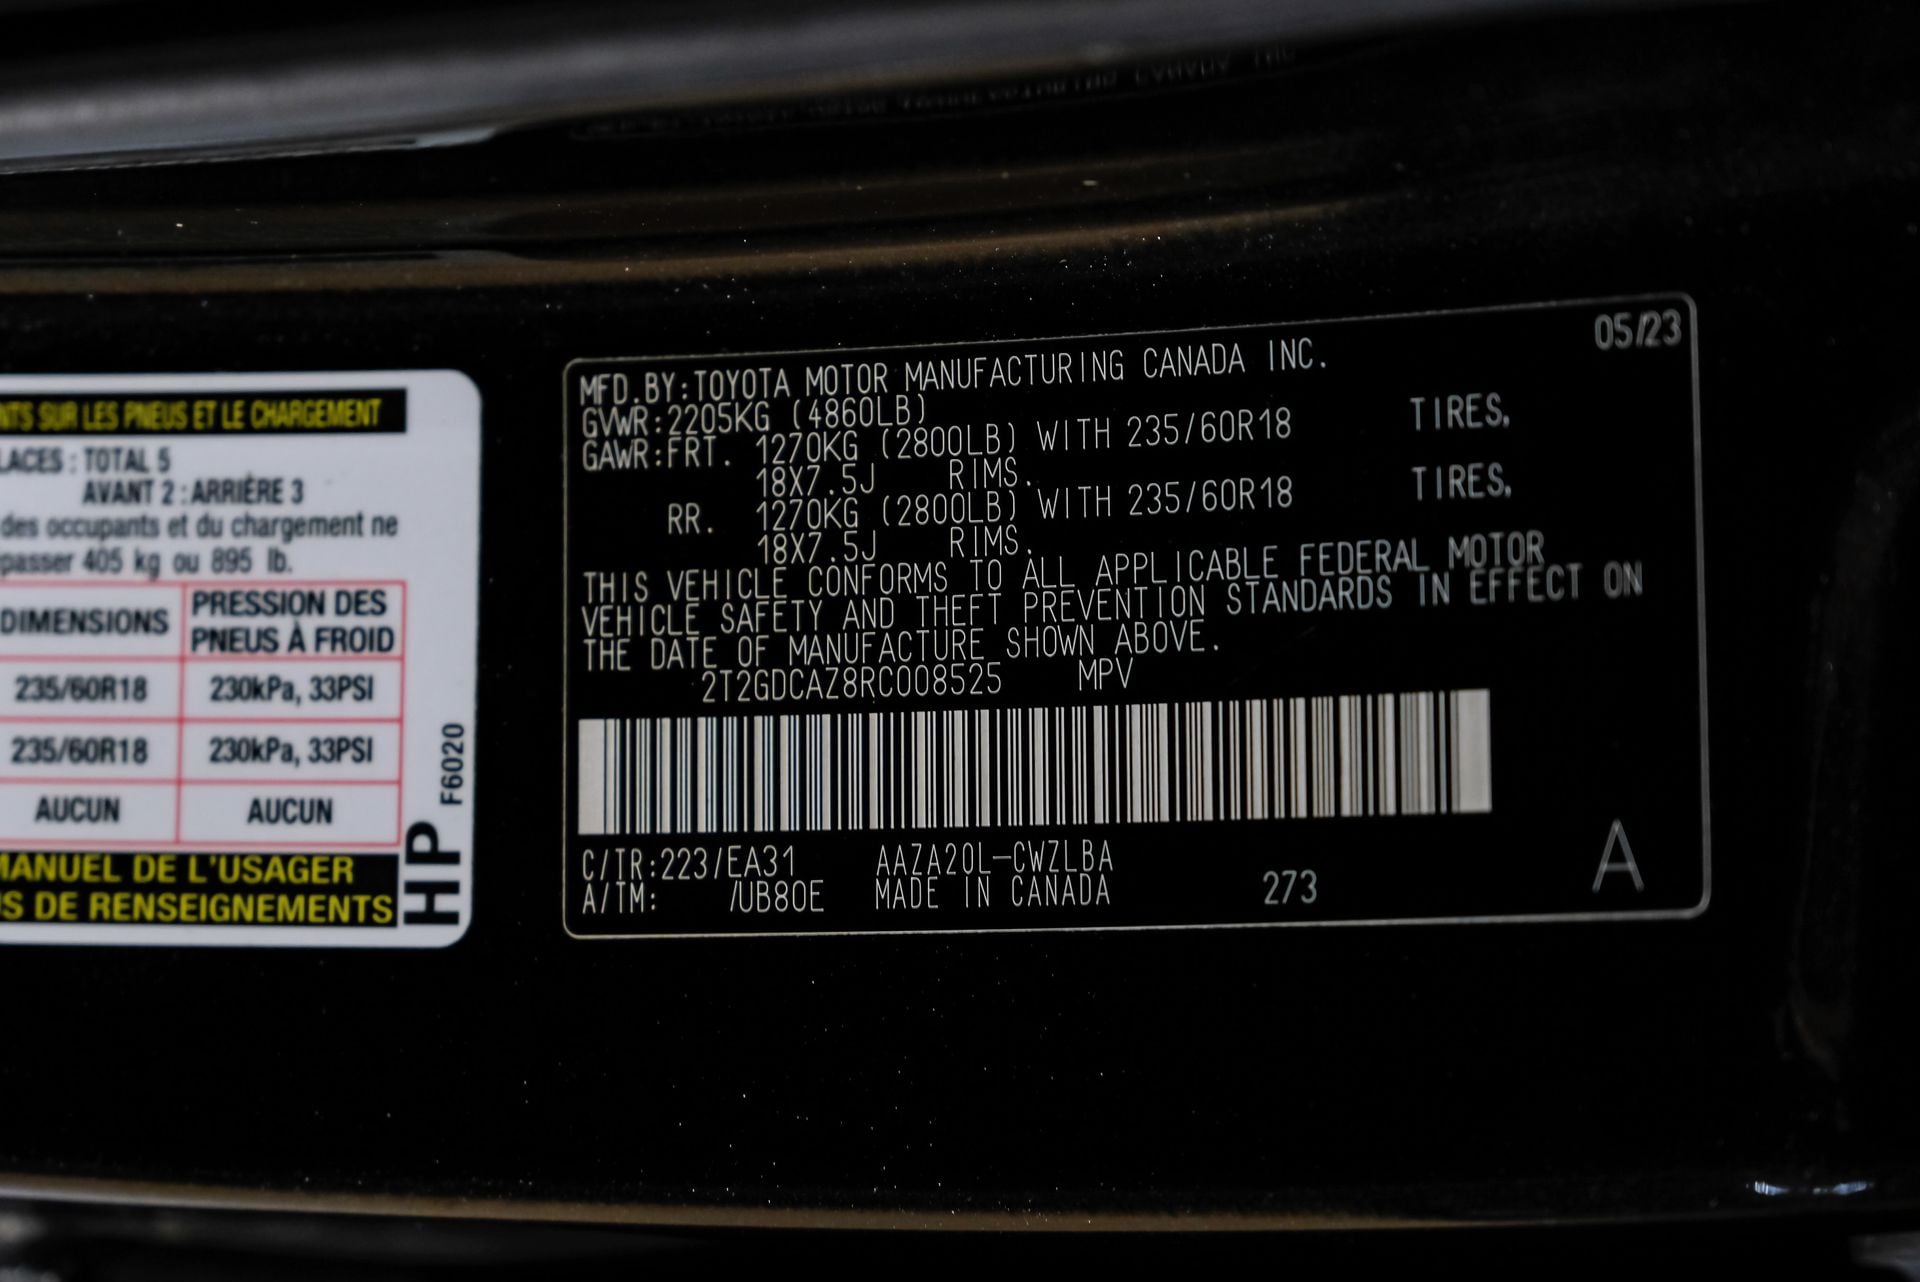 NTS SUR LES PNEUS ET LE CHARGEMENT
LACES : TOTAL 5
AVANT 2 : ARRIÈRE 3
des occupants et du chargement ne
passer 405 kg ou 895 lb.
DIMENSIONS PRESSION DES PNEUS À FROID
235/60R18 230kPa, 33PSI
235/60R18 230kPa, 33PSI
AUCUN AUCUN
MANUEL DE L'USAGER
S DE RENSEIGNEMENTS
HP F6020
05/23
MFD.BY:TOYOTA MOTOR MANUFACTURING CANADA INC.
GVWR:2205KG (4860LB)
GAWR:FRT. 1270KG (2800LB) WITH 235/60R18 TIRES,
18X7.5J RIMS.
RR. 1270KG (2800LB) WITH 235/60R18 TIRES,
18X7.5J RIMS.
THIS VEHICLE CONFORMS TO ALL APPLICABLE FEDERAL MOTOR
VEHICLE SAFETY AND THEFT PREVENTION STANDARDS IN EFFECT ON
THE DATE OF MANUFACTURE SHOWN ABOVE.
2T2GDCAZ8RC008525 MPV
C/TR:223/EA31 AAZA20L-CWZLBA
A/TM: /UB80E MADE IN CANADA 273
A